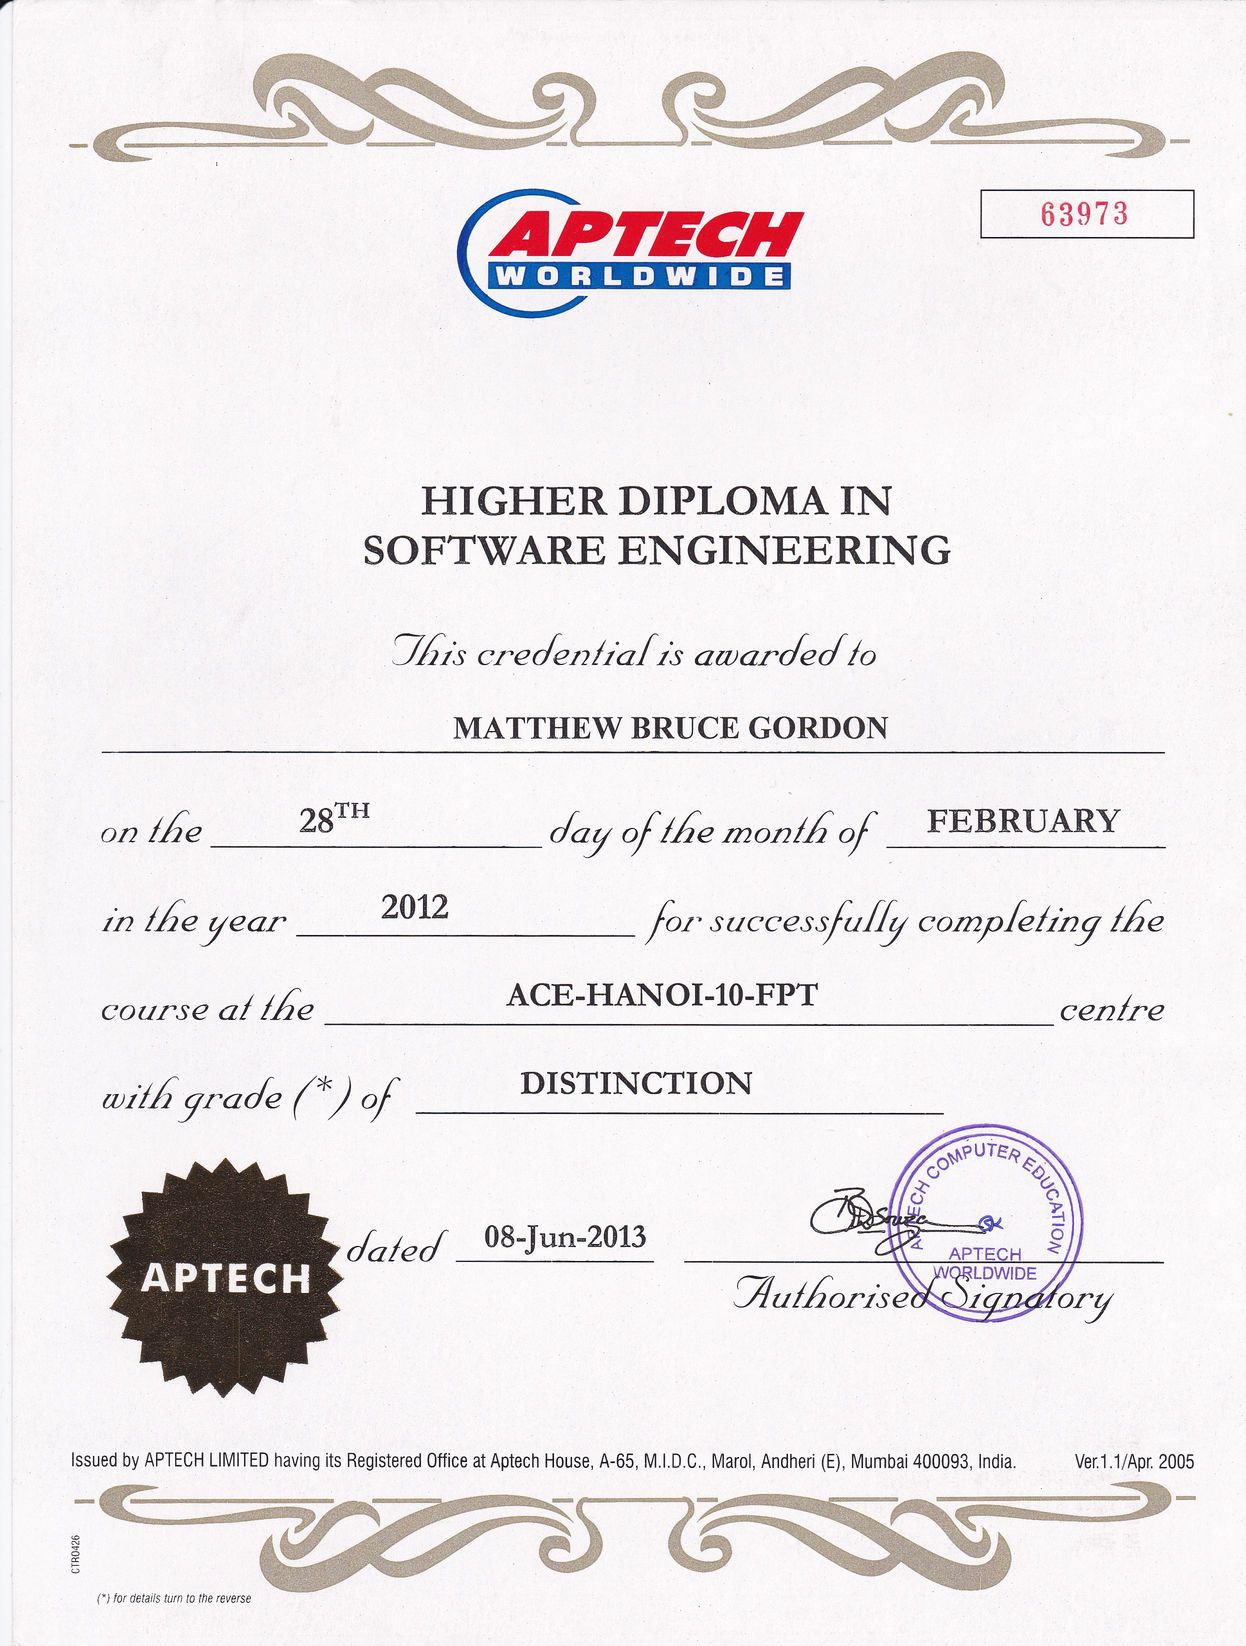 APTECH
WORLDWIDE
63973
HIGHER DIPLOMA IN
SOFTWARE ENGINEERING
This credential is awarded to
MATTHEW BRUCE GORDON
on the 28TH day of the month of FEBRUARY
in the year 2012 for successfully completing the
course at the ACE-HANOI-10-FPT centre
with grade (*) of DISTINCTION
APTECH COMPUTER EDUCATION
APTECH
WORLDWIDE
APTECH
dated 08-Jun-2013
Authorised Signatory
Issued by APTECH LIMITED having its Registered Office at Aptech House, A-65, M.I.D.C., Marol, Andheri (E), Mumbai 400093, India. Ver.1.1/Apr. 2005
CTR0426
(*) for details turn to the reverse